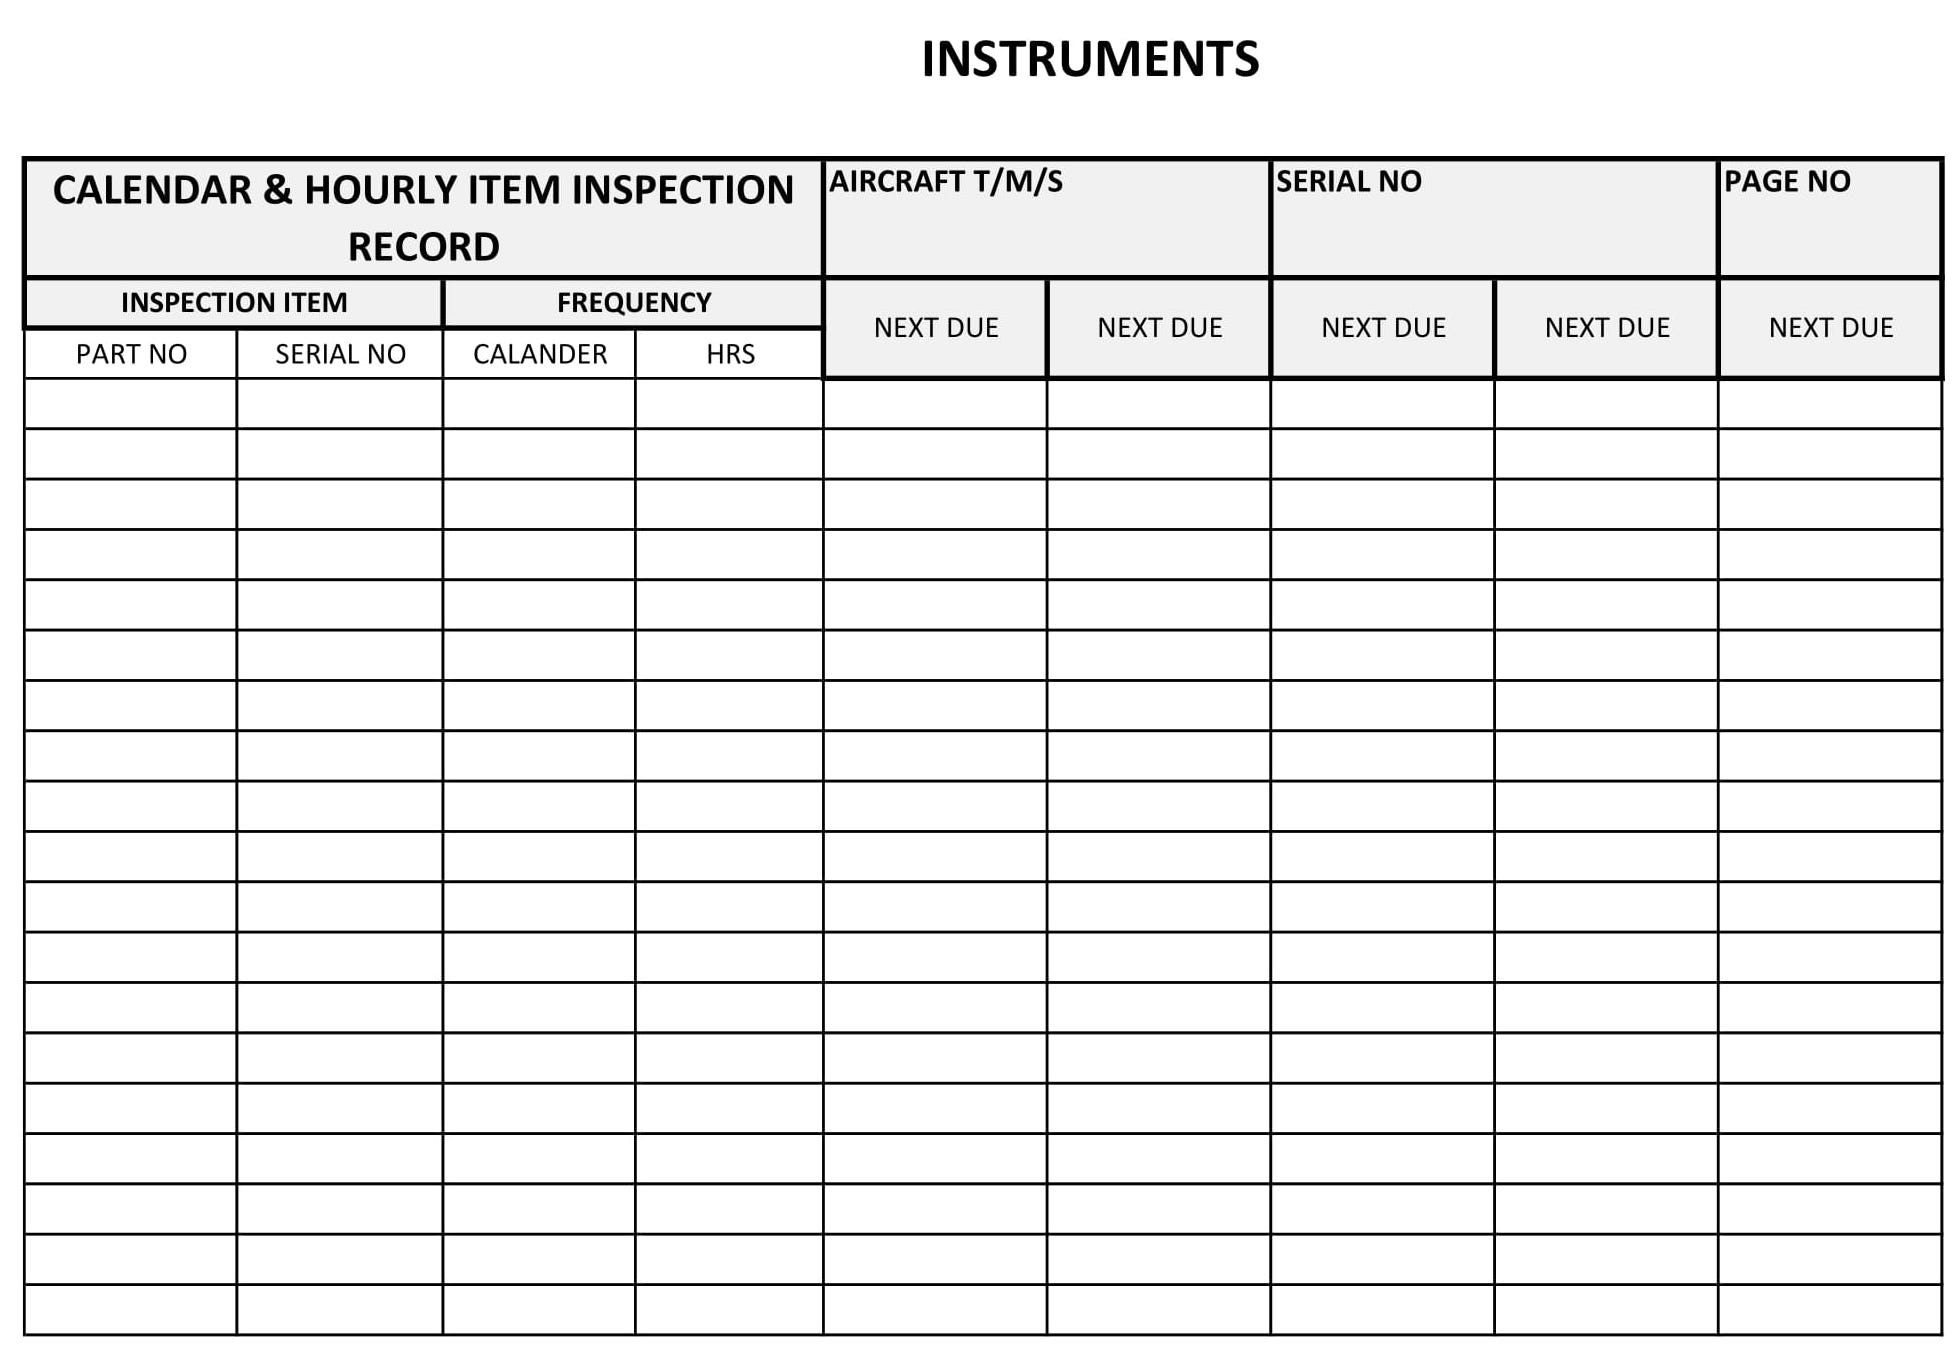 INSTRUMENTS
CALENDAR & HOURLY ITEM INSPECTION
RECORD
AIRCRAFT T/M/S
SERIAL NO
PAGE NO
INSPECTION ITEM
FREQUENCY
NEXT DUE
NEXT DUE
NEXT DUE
NEXT DUE
NEXT DUE
PART NO
SERIAL NO
CALANDER
HRS